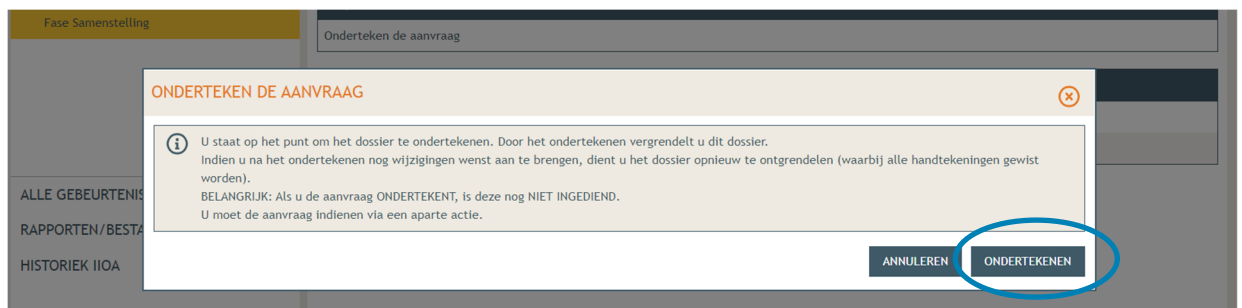 Fase Samenstelling
Onderteken de aanvraag
ONDERTEKEN DE AANVRAAG
U staat op het punt om het dossier te ondertekenen. Door het ondertekenen vergrendelt u dit dossier.
Indien u na het ondertekenen nog wijzigingen wenst aan te brengen, dient u het dossier opnieuw te ontgrendelen (waarbij alle handtekeningen gewist
worden).
BELANGRIJK: Als u de aanvraag ONDERTEKENT, is deze nog NIET INGEDIEND.
U moet de aanvraag indienen via een aparte actie.
ALLE GEBEURTENIS
RAPPORTEN/BESTA
HISTORIEK IIOA
ANNULEREN
ONDERTEKENEN